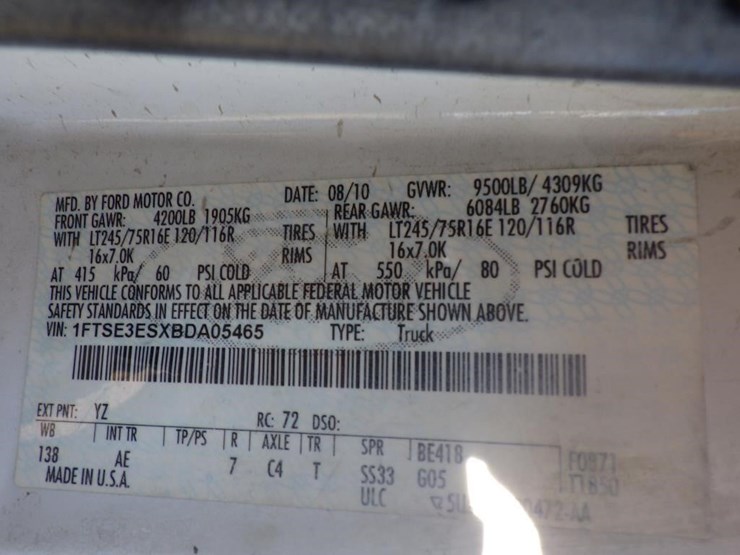 MFD. BY FORD MOTOR CO. DATE: 08/10 GVWR: 9500LB/ 4309KG
FRONT GAWR: 4200LB 1905KG REAR GAWR: 6084LB 2760KG
WITH LT245/75R16E 120/116R TIRES WITH LT245/75R16E 120/116R TIRES
16x7.0K RIMS 16x7.0K RIMS
AT 415 kPa/ 60 PSI COLD AT 550 kPa/ 80 PSI COLD
THIS VEHICLE CONFORMS TO ALL APPLICABLE FEDERAL MOTOR VEHICLE
SAFETY STANDARDS IN EFFECT ON THE DATE OF MANUFACTURE SHOWN ABOVE.
VIN: 1FTSE3ESXBDA05465 TYPE: Truck
EXT PNT: YZ RC: 72 DSO:
WB INT TR TP/PS R AXLE TR SPR BE418
138 AE 7 C4 T SS33 G05
MADE IN U.S.A. ULC